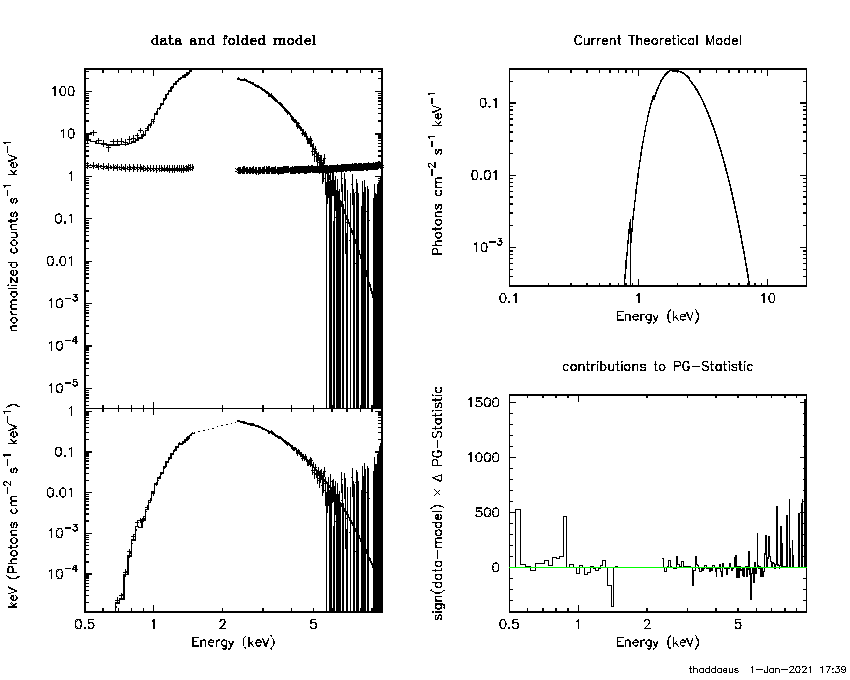 data and folded model
normalized counts s⁻¹ keV⁻¹
100
10
1
0.1
0.01
10⁻³
10⁻⁴
10⁻⁵
keV (Photons cm⁻² s⁻¹ keV⁻¹)
1
0.1
0.01
10⁻³
10⁻⁴
0.5 1 2 5
Energy (keV)
Current Theoretical Model
Photons cm⁻² s⁻¹ keV⁻¹
0.1
0.01
10⁻³
0.1 1 10
Energy (keV)
contributions to PG−Statistic
sign(data−model) × Δ PG−Statistic
1500
1000
500
0
0.5 1 2 5
Energy (keV)
thaddaeus 1−Jan−2021 17:39